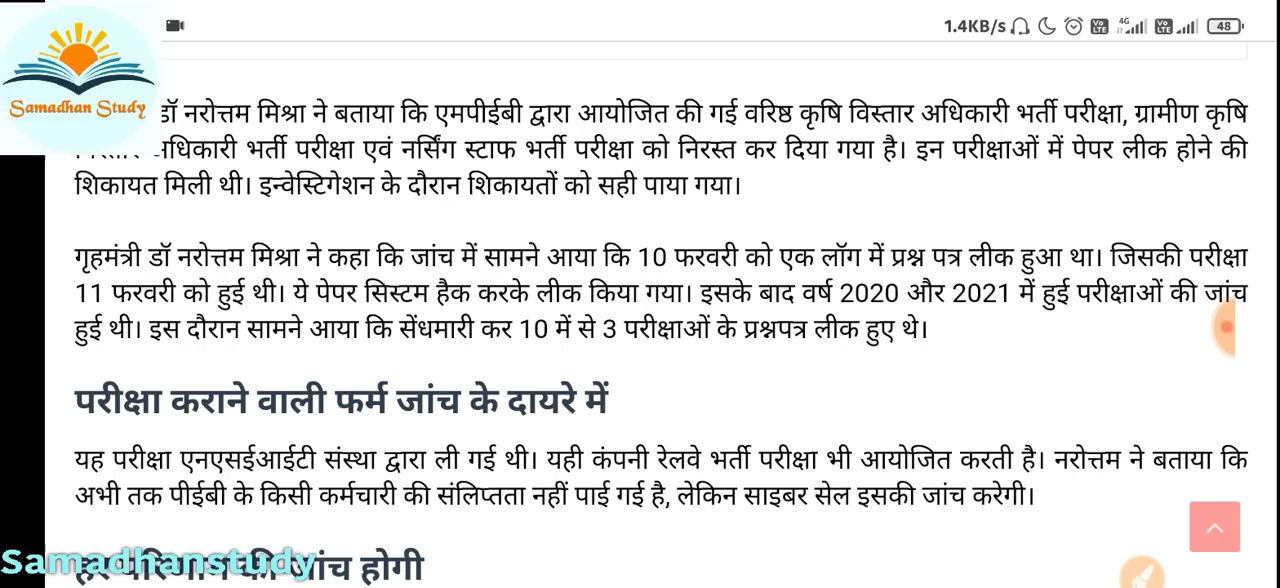 1.4KB/s 4G 48
Samadhan Study
डॉ नरोत्तम मिश्रा ने बताया कि एमपीईबी द्वारा आयोजित की गई वरिष्ठ कृषि विस्तार अधिकारी भर्ती परीक्षा, ग्रामीण कृषि
अधिकारी भर्ती परीक्षा एवं नर्सिंग स्टाफ भर्ती परीक्षा को निरस्त कर दिया गया है। इन परीक्षाओं में पेपर लीक होने की
शिकायत मिली थी। इन्वेस्टिगेशन के दौरान शिकायतों को सही पाया गया।
गृहमंत्री डॉ नरोत्तम मिश्रा ने कहा कि जांच में सामने आया कि 10 फरवरी को एक लॉग में प्रश्न पत्र लीक हुआ था। जिसकी परीक्षा
11 फरवरी को हुई थी। ये पेपर सिस्टम हैक करके लीक किया गया। इसके बाद वर्ष 2020 और 2021 में हुई परीक्षाओं की जांच
हुई थी। इस दौरान सामने आया कि सेंधमारी कर 10 में से 3 परीक्षाओं के प्रश्नपत्र लीक हुए थे।
परीक्षा कराने वाली फर्म जांच के दायरे में
यह परीक्षा एनएसईआईटी संस्था द्वारा ली गई थी। यही कंपनी रेलवे भर्ती परीक्षा भी आयोजित करती है। नरोत्तम ने बताया कि
अभी तक पीईबी के किसी कर्मचारी की संलिप्तता नहीं पाई गई है, लेकिन साइबर सेल इसकी जांच करेगी।
Samadhanstudy
की जांच होगी